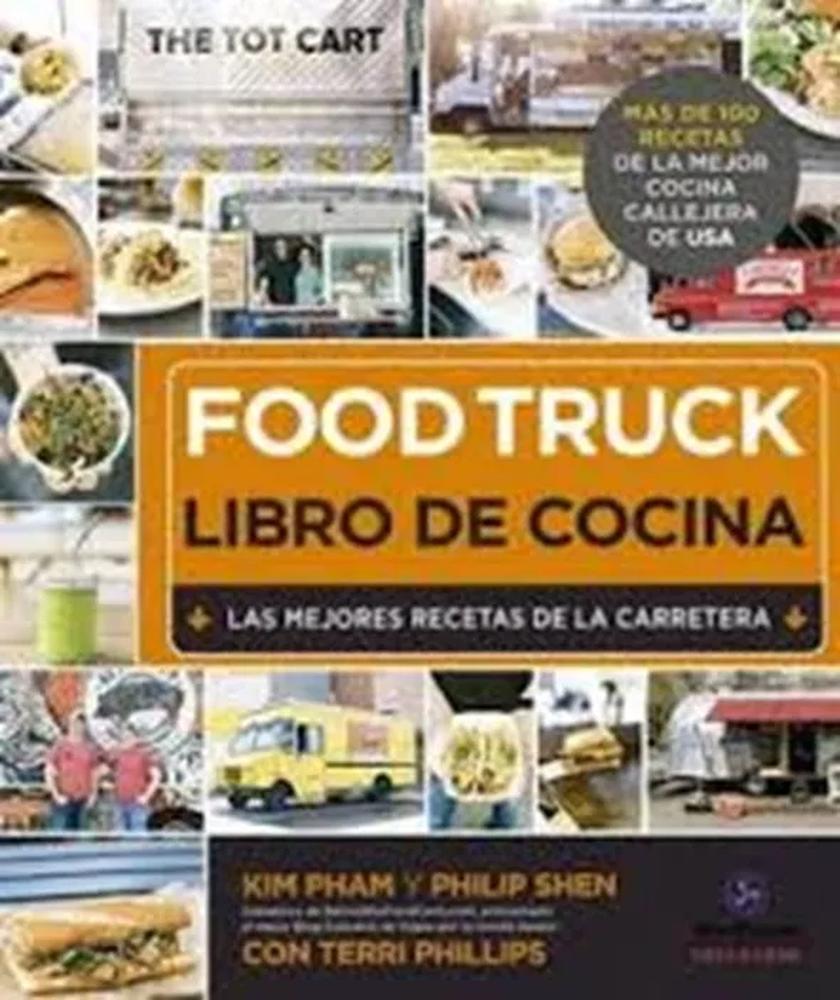 THE TOT CART
MÁS DE 100
RECETAS
DE LA MEJOR
COCINA
CALLEJERA
DE USA
FOOD TRUCK
LIBRO DE COCINA
LAS MEJORES RECETAS DE LA CARRETERA
KIM PHAM Y PHILIP SHEN
CON TERRI PHILLIPS